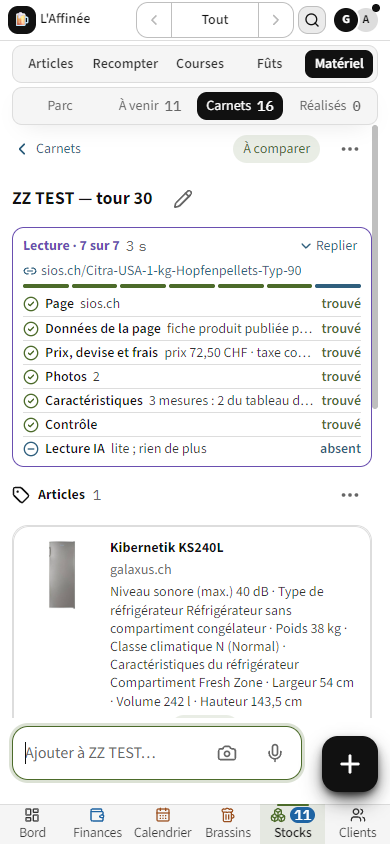 L'Affinée
Tout
G
A
Articles
Recompter
Courses
Fûts
Matériel
Parc
À venir 11
Carnets 16
Réalisés 0
Carnets
À comparer
ZZ TEST — tour 30
Lecture · 7 sur 7 3 s
Replier
sios.ch/Citra-USA-1-kg-Hopfenpellets-Typ-90
Page sios.ch trouvé
Données de la page fiche produit publiée p… trouvé
Prix, devise et frais prix 72,50 CHF · taxe co… trouvé
Photos 2 trouvé
Caractéristiques 3 mesures : 2 du tableau d… trouvé
Contrôle trouvé
Lecture IA lite ; rien de plus absent
Articles 1
Kibernetik KS240L
galaxus.ch
Niveau sonore (max.) 40 dB · Type de
réfrigérateur Réfrigérateur sans
compartiment congélateur · Poids 38 kg ·
Classe climatique N (Normal) ·
Caractéristiques du réfrigérateur
Compartiment Fresh Zone · Largeur 54 cm
· Volume 242 l · Hauteur 143,5 cm
Ajouter à ZZ TEST…
11
Bord
Finances
Calendrier
Brassins
Stocks
Clients